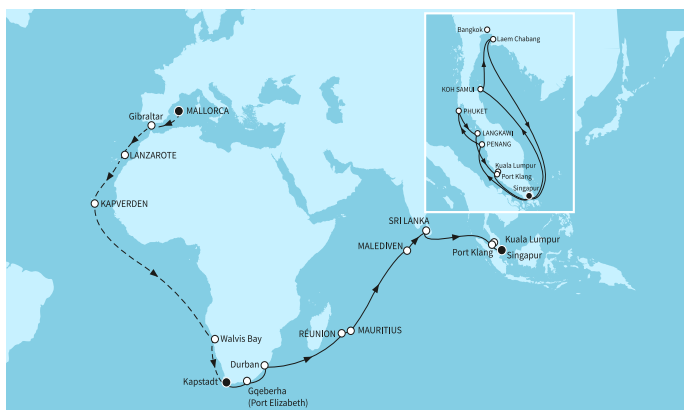 Bangkok
Laem Chabang
KOH SAMUI
PHUKET
LANGKAWI
PENANG
Kuala Lumpur
Port Klang
Singapur
MALLORCA
Gibraltar
LANZAROTE
KAPVERDEN
SRI LANKA
MALEDIVEN
Kuala Lumpur
Port Klang
Singapur
RÉUNION
MAURITIUS
Walvis Bay
Durban
Kapstadt
Gqeberha
(Port Elizabeth)